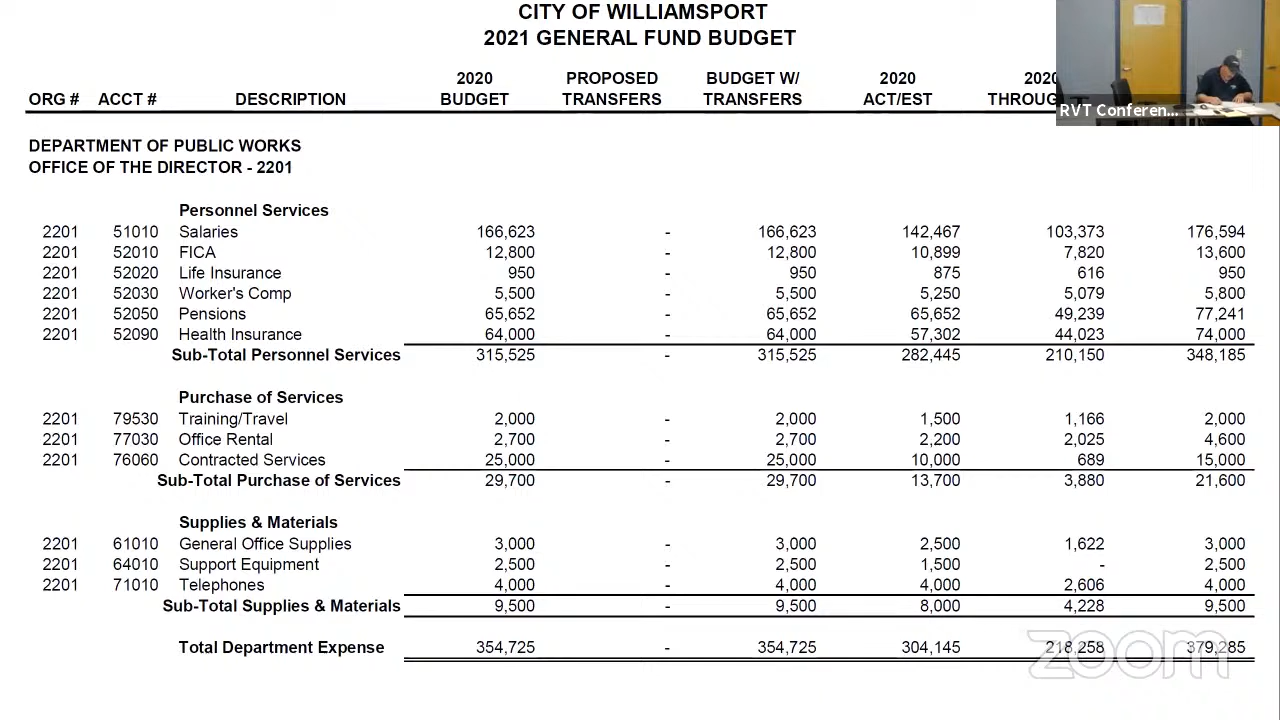 CITY OF WILLIAMSPORT
2021 GENERAL FUND BUDGET
2020 PROPOSED BUDGET W/ 2020 2020
ORG # ACCT # DESCRIPTION BUDGET TRANSFERS TRANSFERS ACT/EST
RVT Conferen...
DEPARTMENT OF PUBLIC WORKS
OFFICE OF THE DIRECTOR - 2201
Personnel Services
2201 51010 Salaries 166,623 - 166,623 142,467 103,373 176,594
2201 52010 FICA 12,800 - 12,800 10,899 7,820 13,600
2201 52020 Life Insurance 950 - 950 875 616 950
2201 52030 Worker's Comp 5,500 - 5,500 5,250 5,079 5,800
2201 52050 Pensions 65,652 - 65,652 65,652 49,239 77,241
2201 52090 Health Insurance 64,000 - 64,000 57,302 44,023 74,000
Sub-Total Personnel Services 315,525 - 315,525 282,445 210,150 348,185
Purchase of Services
2201 79530 Training/Travel 2,000 - 2,000 1,500 1,166 2,000
2201 77030 Office Rental 2,700 - 2,700 2,200 2,025 4,600
2201 76060 Contracted Services 25,000 - 25,000 10,000 689 15,000
Sub-Total Purchase of Services 29,700 - 29,700 13,700 3,880 21,600
Supplies & Materials
2201 61010 General Office Supplies 3,000 - 3,000 2,500 1,622 3,000
2201 64010 Support Equipment 2,500 - 2,500 1,500 - 2,500
2201 71010 Telephones 4,000 - 4,000 4,000 2,606 4,000
Sub-Total Supplies & Materials 9,500 - 9,500 8,000 4,228 9,500
Total Department Expense 354,725 - 354,725 304,145 218,258 379,285
zoom